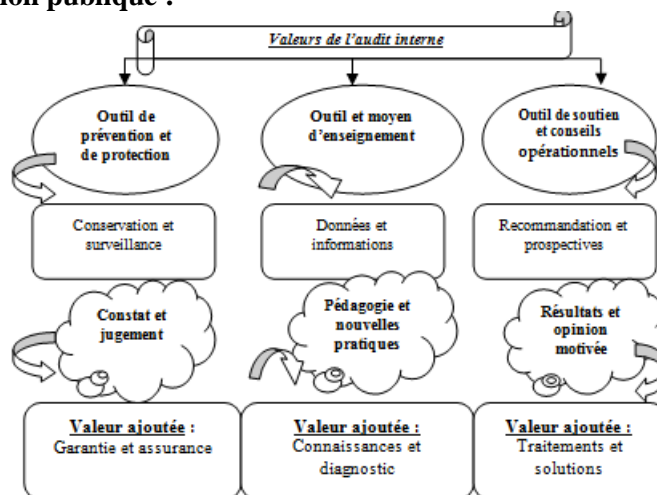 ion publique :
Valeurs de l'audit interne
Outil de
prévention et
de protection
Outil et moyen
d'enseignement
Outil de soutien
et conseils
opérationnels
Conservation et
surveillance
Données et
informations
Recommandation et
prospectives
Constat et
jugement
Pédagogie et
nouvelles
pratiques
Résultats et
opinion
motivée
Valeur ajoutée :
Garantie et assurance
Valeur ajoutée :
Connaissances et
diagnostic
Valeur ajoutée :
Traitements et
solutions